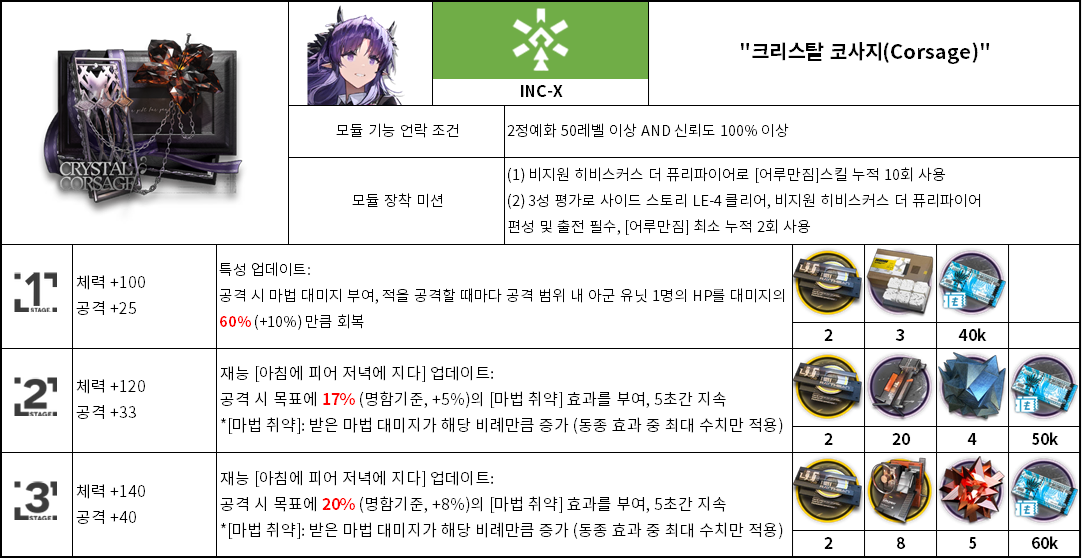 "크리스탈 코사지(Corsage)"
INC-X
CRYSTAL
CORSAGE
모듈 기능 언락 조건
2정예화 50레벨 이상 AND 신뢰도 100% 이상
모듈 장착 미션
(1) 비지원 히비스커스 더 퓨리파이어로 [어루만짐]스킬 누적 10회 사용
(2) 3성 평가로 사이드 스토리 LE-4 클리어, 비지원 히비스커스 더 퓨리파이어
편성 및 출전 필수, [어루만짐] 최소 누적 2회 사용
1
STAGE.
체력 +100
공격 +25
특성 업데이트:
공격 시 마법 대미지 부여, 적을 공격할 때마다 공격 범위 내 아군 유닛 1명의 HP를 대미지의
60% (+10%) 만큼 회복
2
3
40k
2
STAGE
체력 +120
공격 +33
재능 [아침에 피어 저녁에 지다] 업데이트:
공격 시 목표에 17% (명함기준, +5%)의 [마법 취약] 효과를 부여, 5초간 지속
*[마법 취약]: 받은 마법 대미지가 해당 비례만큼 증가 (동종 효과 중 최대 수치만 적용)
2
20
4
50k
3
STAGE
체력 +140
공격 +40
재능 [아침에 피어 저녁에 지다] 업데이트:
공격 시 목표에 20% (명함기준, +8%)의 [마법 취약] 효과를 부여, 5초간 지속
*[마법 취약]: 받은 마법 대미지가 해당 비례만큼 증가 (동종 효과 중 최대 수치만 적용)
2
8
5
60k